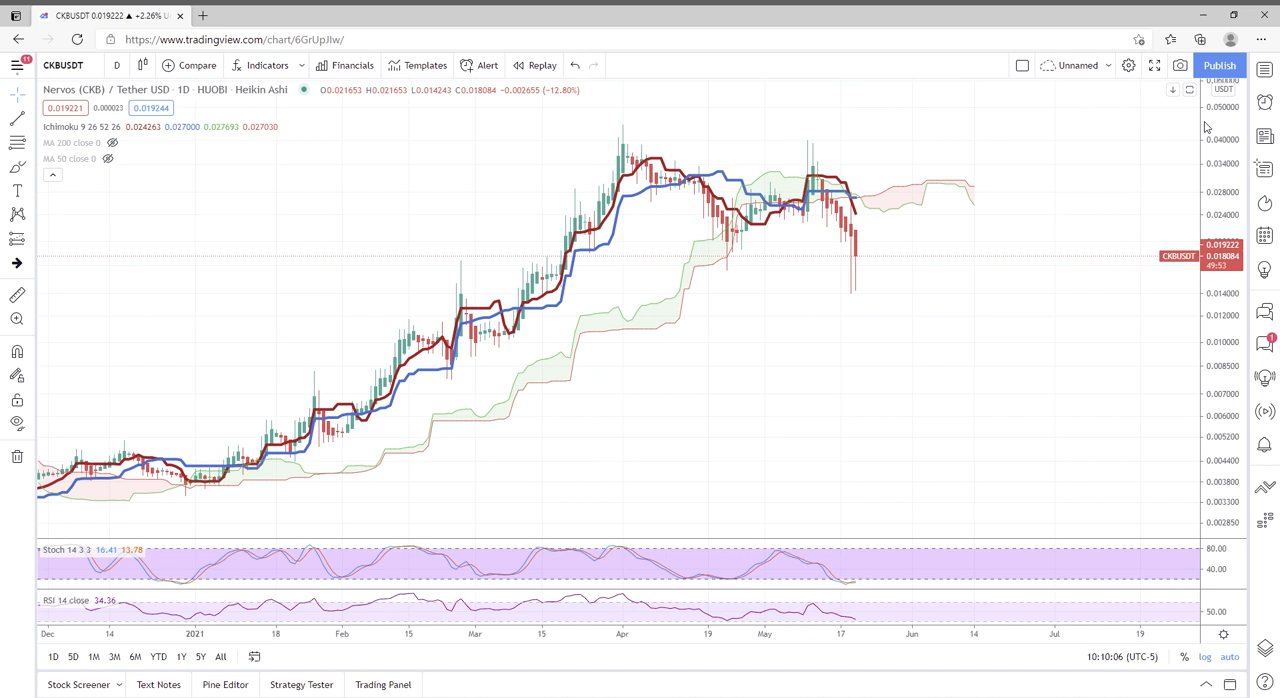 CKBUSDT 0.019222 ▲ +2.26% U
https://www.tradingview.com/chart/6GrUpJIw/
11
CKBUSDT D Compare Indicators Financials Templates Alert Replay Unnamed Publish
Nervos (CKB) / Tether USD · 1D · HUOBI · Heikin Ashi O0.021653 H0.021653 L0.014243 C0.018084 −0.002655 (−12.80%)
USDT
0.019221 0.000023 0.019244
Ichimoku 9 26 52 26 0.024263 0.027000 0.027693 0.027030
MA 200 close 0
MA 50 close 0
0.060000
0.050000
0.040000
0.034000
0.028000
0.024000
0.019222
CKBUSDT 0.018084
49:53
0.014000
0.012000
0.010000
0.008500
0.007000
0.006000
0.005200
0.004400
0.003800
0.003300
0.002850
1
Stoch 14 3 3 16.41 13.78
80.00
40.00
RSI 14 close 34.36
50.00
Dec 14 2021 18 Feb 15 Mar 15 Apr 19 May 17 Jun 14 Jul 19
1D 5D 1M 3M 6M YTD 1Y 5Y All 10:10:06 (UTC-5) % log auto
Stock Screener Text Notes Pine Editor Strategy Tester Trading Panel